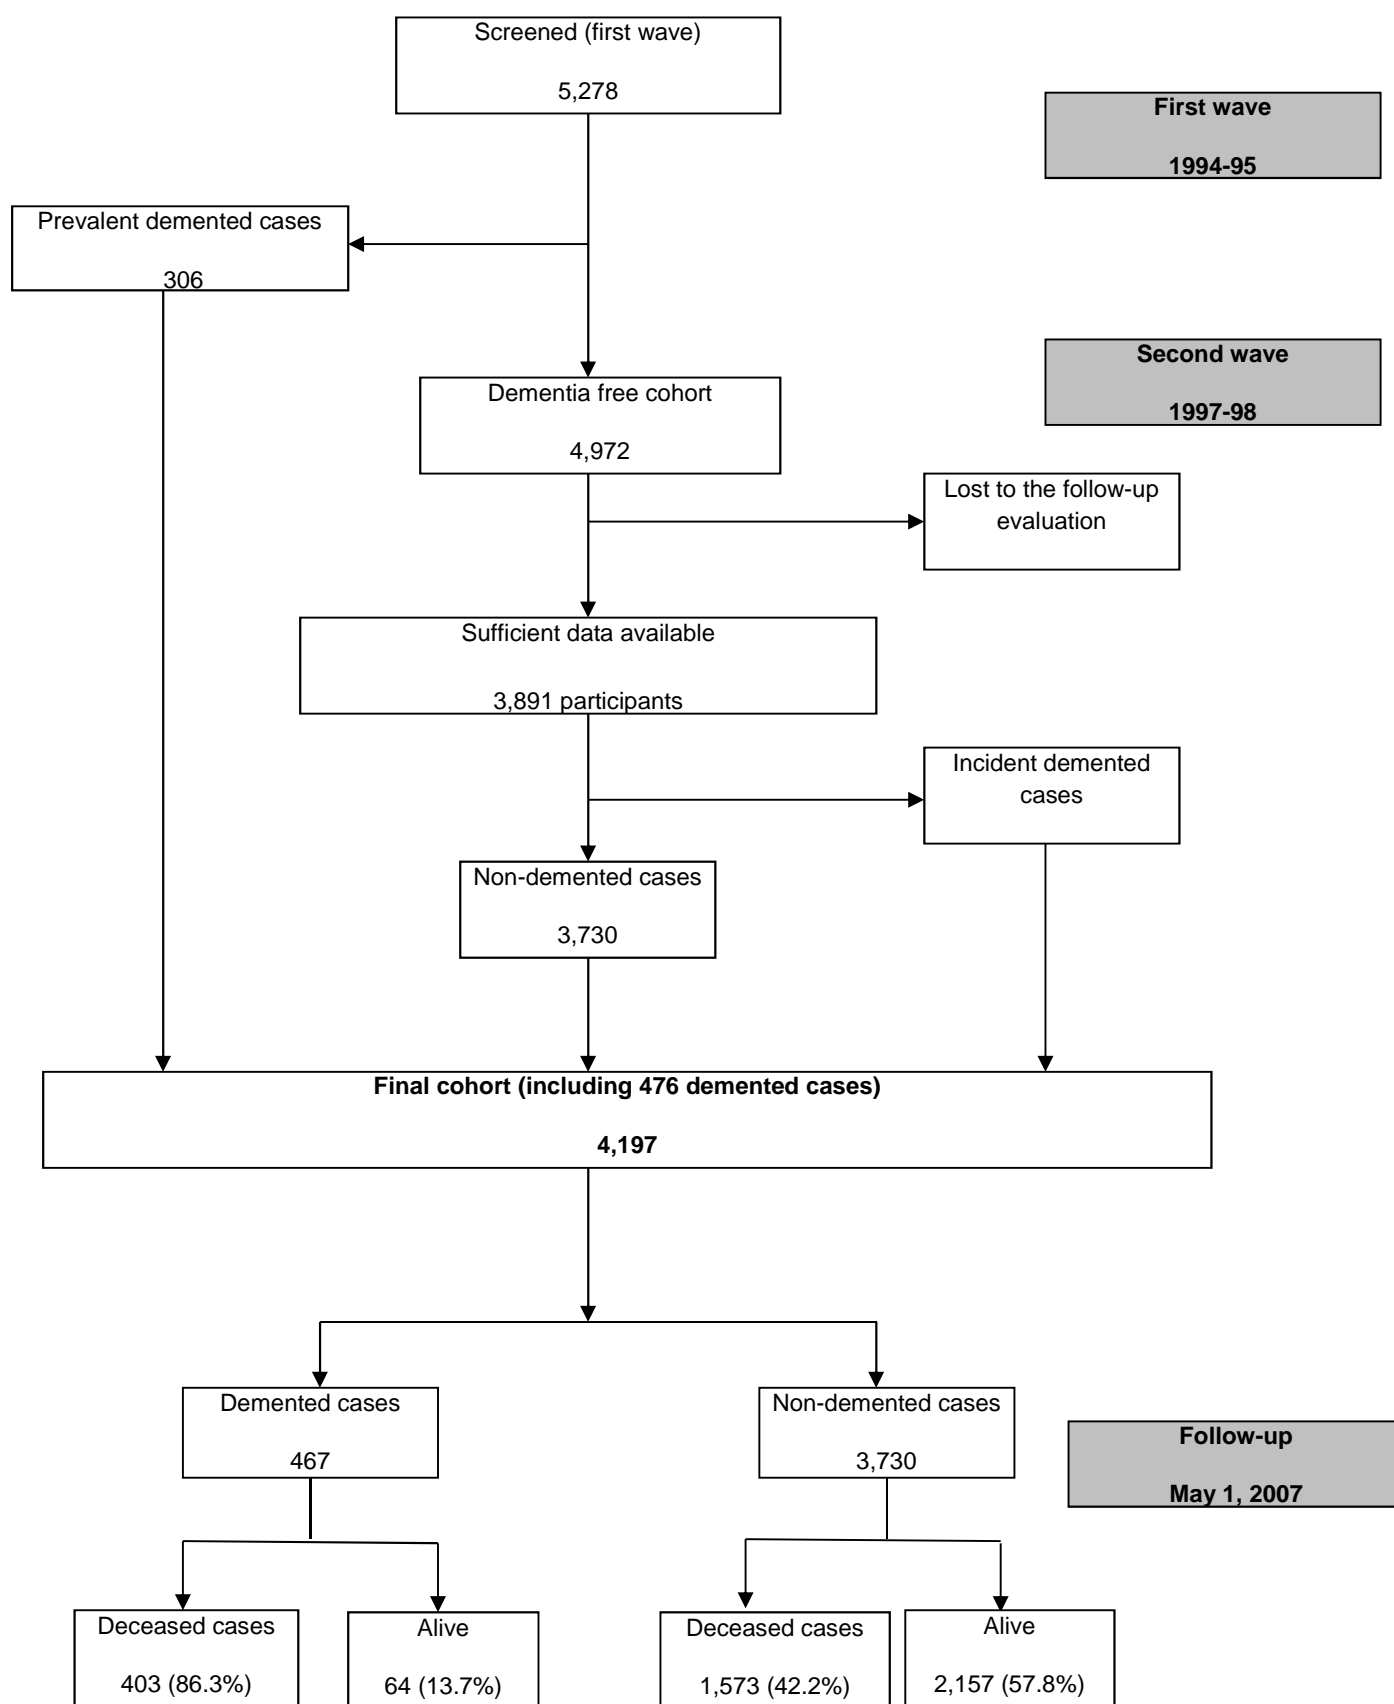 Screened (first wave)
5,278
First wave
1994-95
Prevalent demented cases
306
Second wave
1997-98
Dementia free cohort
4,972
Lost to the follow-up
evaluation
Sufficient data available
3,891 participants
Incident demented
cases
Non-demented cases
3,730
Final cohort (including 476 demented cases)
4,197
Demented cases
467
Non-demented cases
3,730
Follow-up
May 1, 2007
Deceased cases
403 (86.3%)
Alive
64 (13.7%)
Deceased cases
1,573 (42.2%)
Alive
2,157 (57.8%)